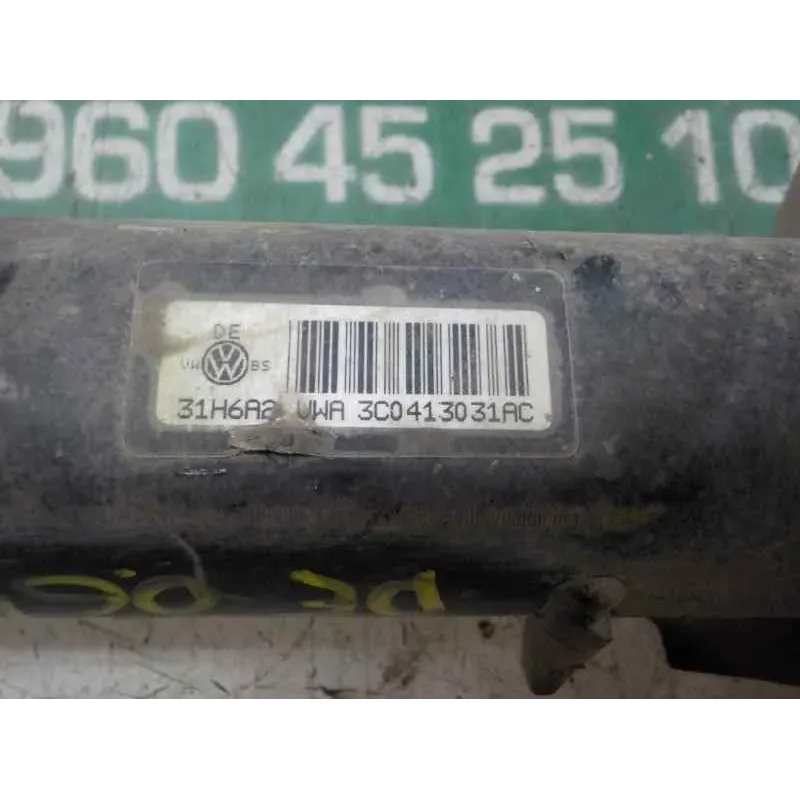 960 45 25 10
DE
VW BS
31H6A2 VWA 3C0413031AC